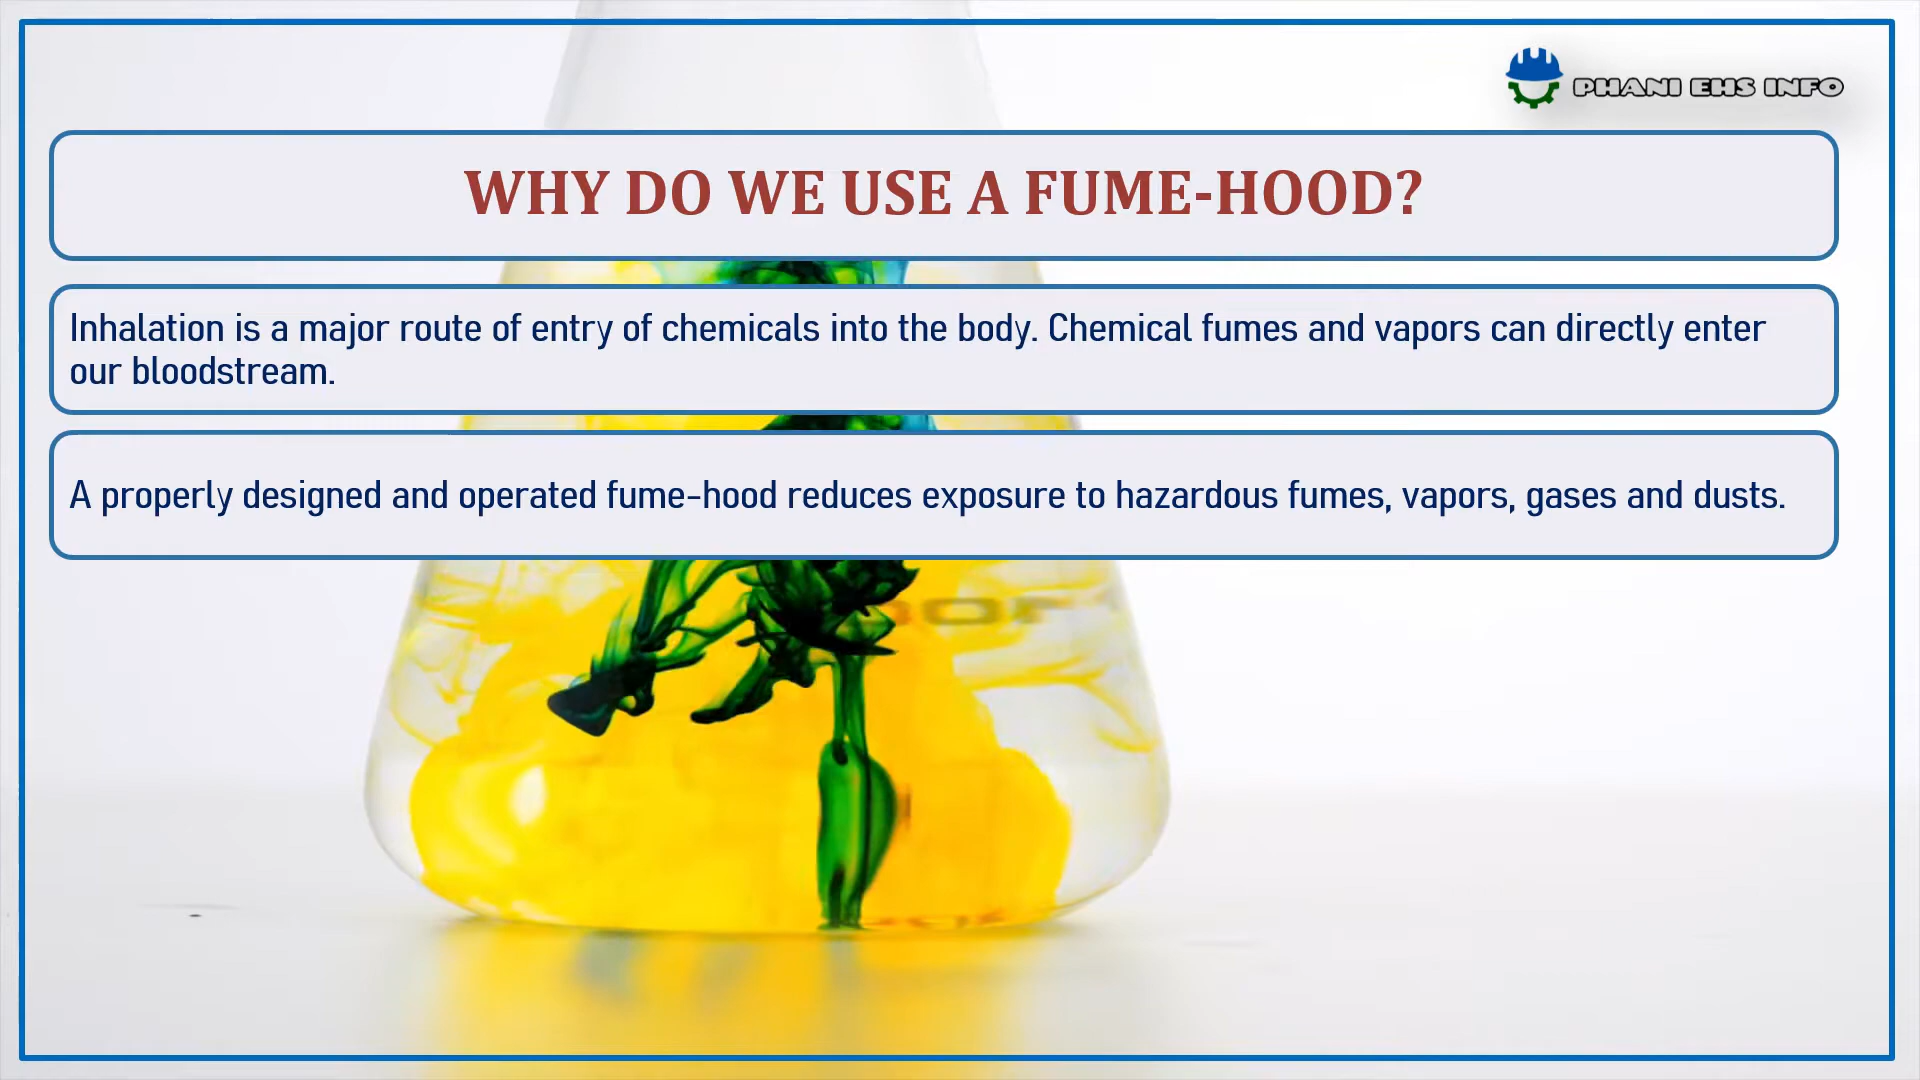 PHANI EHS INFO
WHY DO WE USE A FUME-HOOD?
Inhalation is a major route of entry of chemicals into the body. Chemical fumes and vapors can directly enter
our bloodstream.
A properly designed and operated fume-hood reduces exposure to hazardous fumes, vapors, gases and dusts.